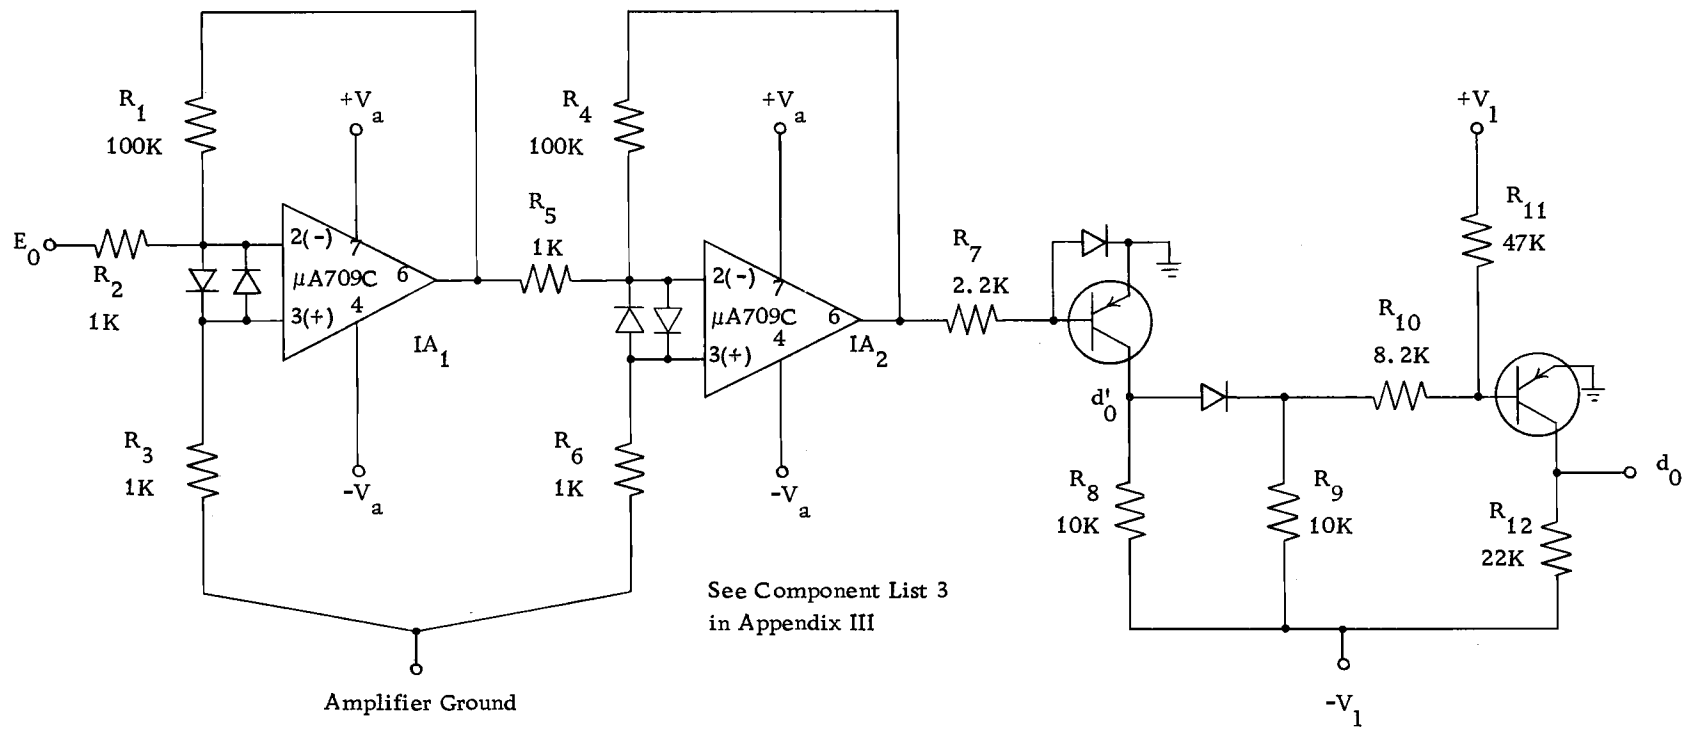 R1
100K
+Va
R4
100K
+Va
+V1
R11
47K
E0
R2
1K
2(-)
7
μA709C
6
4
3(+)
IA1
R5
1K
2(-)
7
μA709C
6
4
3(+)
IA2
R7
2.2K
R10
8.2K
d'0
R3
1K
-Va
R6
1K
-Va
R8
10K
R9
10K
R12
22K
d0
See Component List 3
in Appendix III
Amplifier Ground
-V1